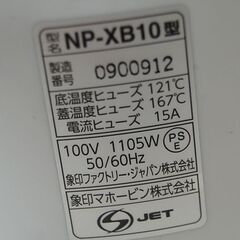 型名 NP-XB10型
製造番号 0900912
底温度ヒューズ 121℃
蓋温度ヒューズ 167℃
電流ヒューズ 15A
100V 1105W
50/60Hz
PSE
象印ファクトリー・ジャパン株式会社
象印マホービン株式会社
JET